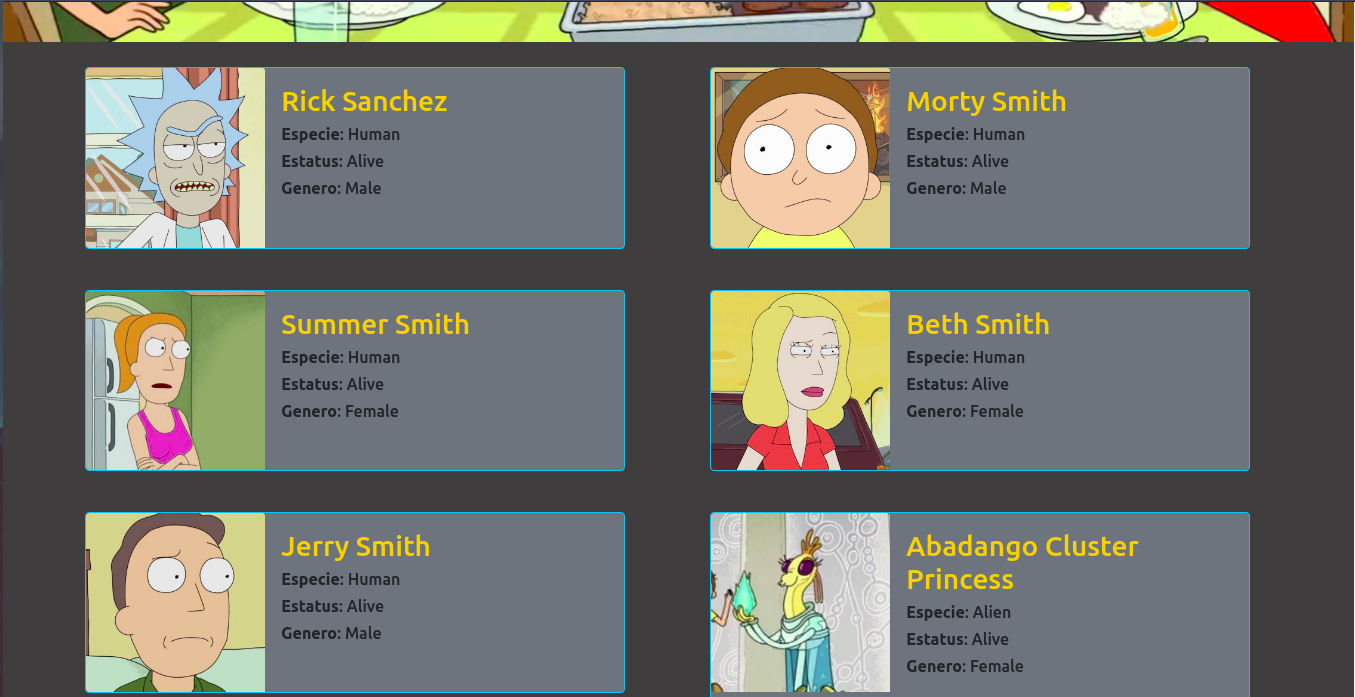 Rick Sanchez
Especie: Human
Estatus: Alive
Genero: Male
Morty Smith
Especie: Human
Estatus: Alive
Genero: Male
Summer Smith
Especie: Human
Estatus: Alive
Genero: Female
Beth Smith
Especie: Human
Estatus: Alive
Genero: Female
Jerry Smith
Especie: Human
Estatus: Alive
Genero: Male
Abadango Cluster
Princess
Especie: Alien
Estatus: Alive
Genero: Female